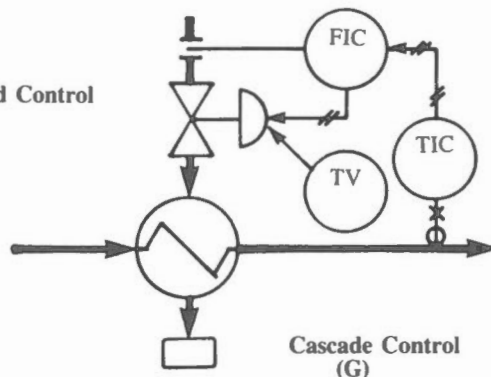 FIC
d Control
TIC
TV
Cascade Control
(G)